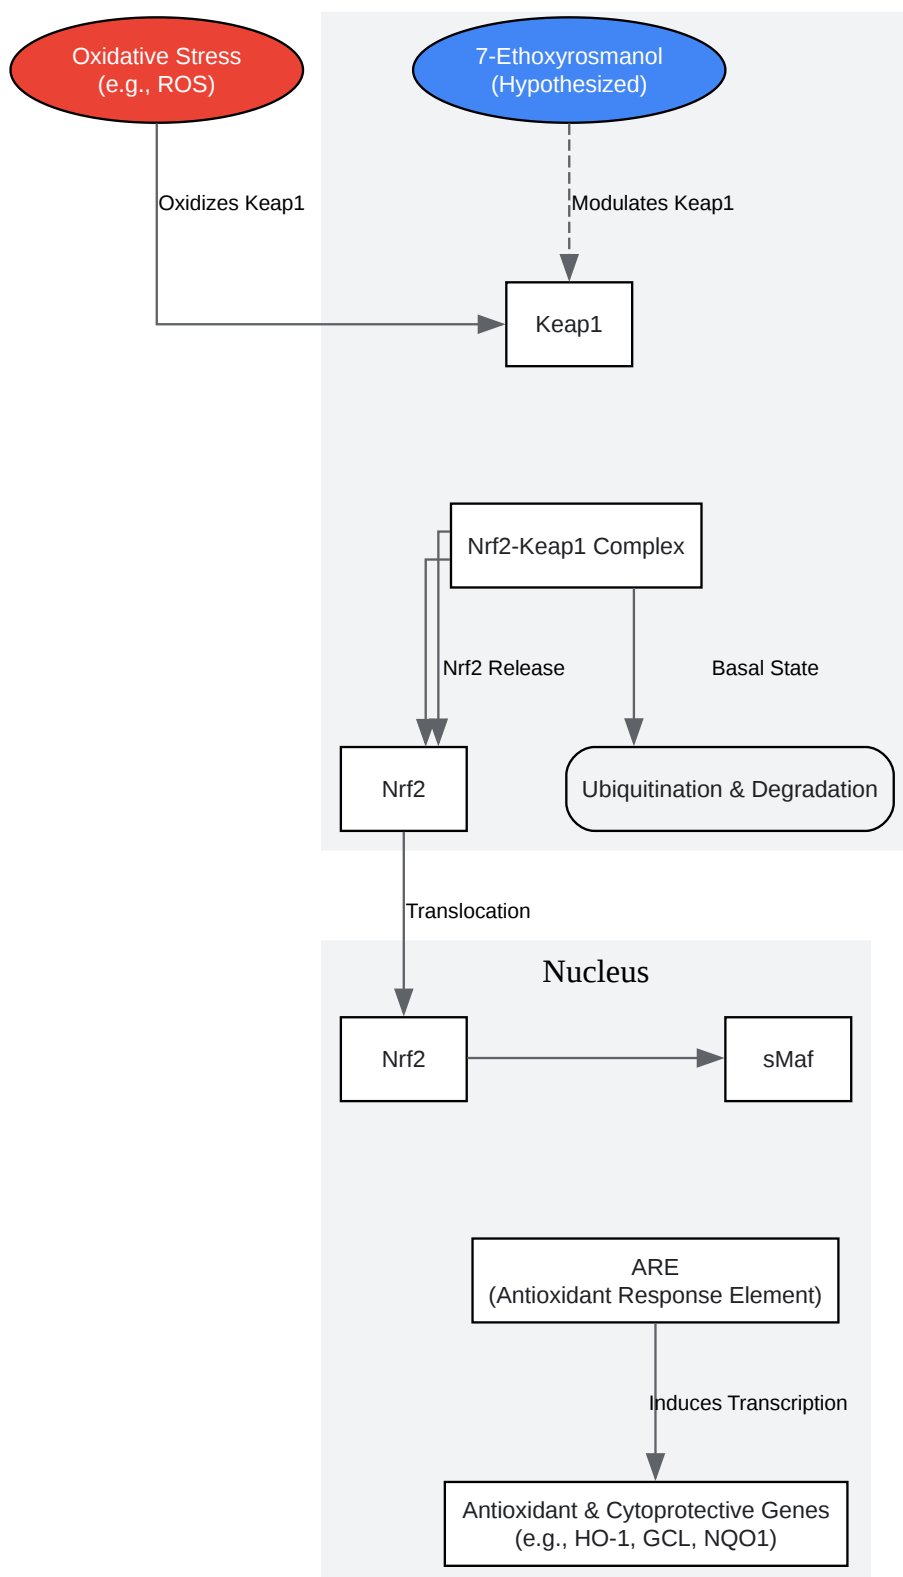 Oxidative Stress
(e.g., ROS)
7-Ethoxyrosmanol
(Hypothesized)
Oxidizes Keap1
Modulates Keap1
Keap1
Nrf2-Keap1 Complex
Nrf2 Release
Basal State
Nrf2
Ubiquitination & Degradation
Translocation
Nucleus
Nrf2
sMaf
ARE
(Antioxidant Response Element)
Induces Transcription
Antioxidant & Cytoprotective Genes
(e.g., HO-1, GCL, NQO1)